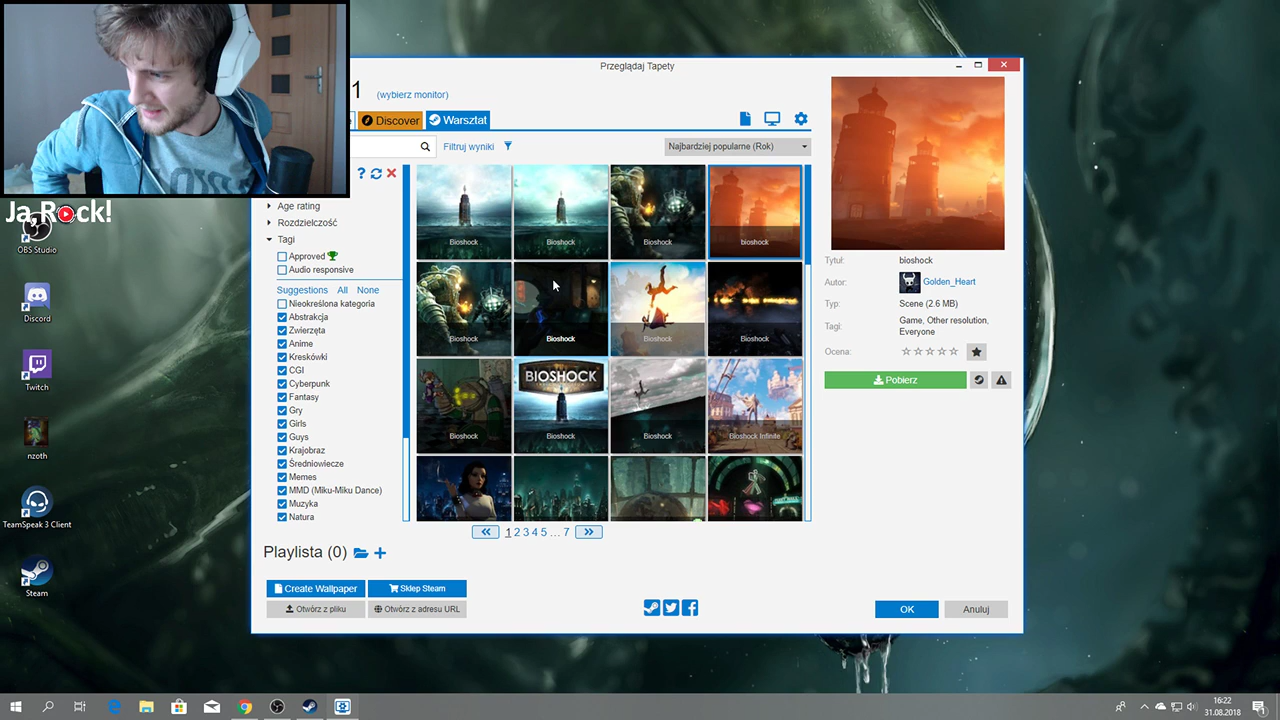 Przeglądaj Tapety
1 (wybierz monitor)
Discover
Warsztat
Filtruj wyniki
Najbardziej popularne (Rok)
Ja Rock!
OBS Studio
Discord
Twitch
nzoth
TeamSpeak 3 Client
Steam
?
Age rating
Rozdzielczość
Tagi
Approved
Audio responsive
Suggestions All None
Nieokreślona kategoria
Abstrakcja
Zwierzęta
Anime
Kreskówki
CGI
Cyberpunk
Fantasy
Gry
Girls
Guys
Krajobraz
Średniowiecze
Memes
MMD (Miku-Miku Dance)
Muzyka
Natura
Bioshock Bioshock Bioshock bioshock
Bioshock Bioshock Bioshock Bioshock
BIOSHOCK
Bioshock Bioshock Bioshock Bioshock Infinite
1 2 3 4 5 ... 7
Tytuł: bioshock
Autor: Golden_Heart
Typ: Scene (2.6 MB)
Tagi: Game, Other resolution,
Everyone
Ocena:
Pobierz
Playlista (0)
Create Wallpaper
Sklep Steam
Otwórz z pliku
Otwórz z adresu URL
OK
Anuluj
16:22
31.08.2018
1